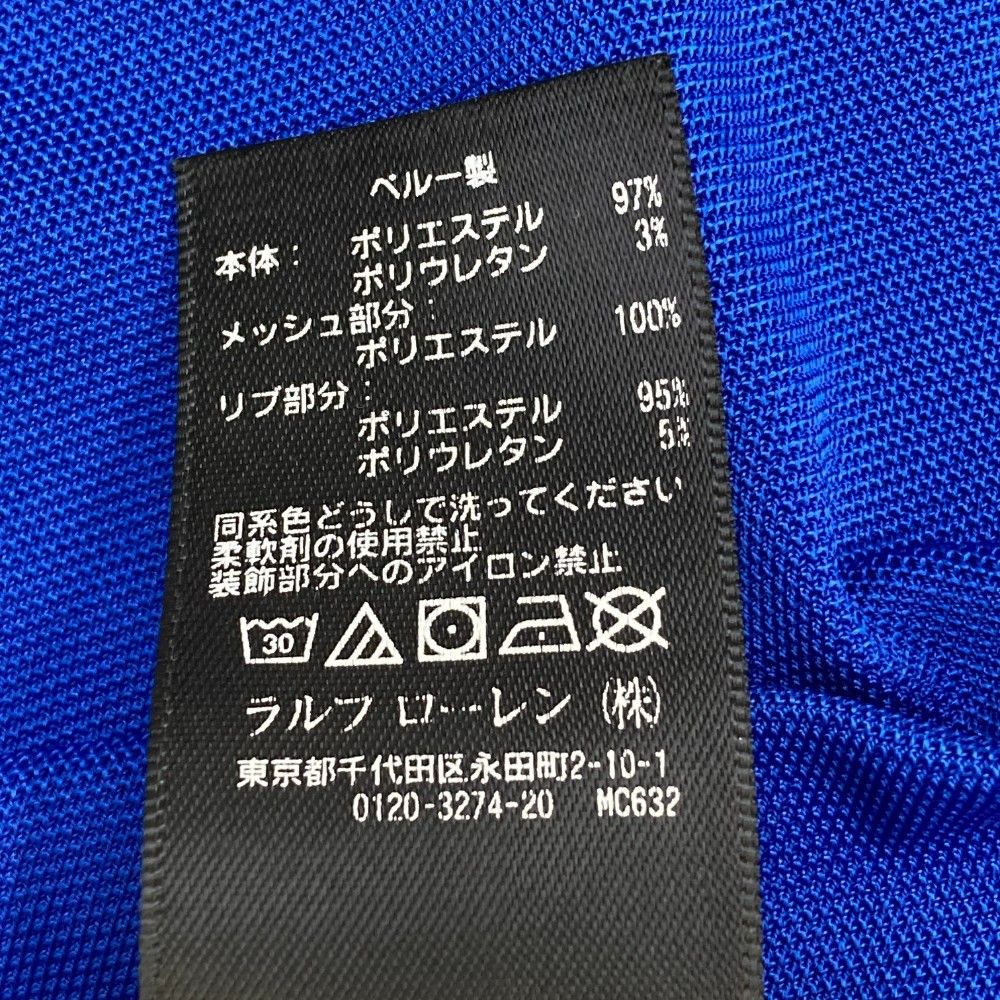 ペルー製
本体: ポリエステル 97%
ポリウレタン 3%
メッシュ部分:
ポリエステル 100%
リブ部分:
ポリエステル 95%
ポリウレタン 5%
同系色どうしで洗ってください
柔軟剤の使用禁止
装飾部分へのアイロン禁止
30
ラルフ ローレン (株)
東京都千代田区永田町2-10-1
0120-3274-20 MC632